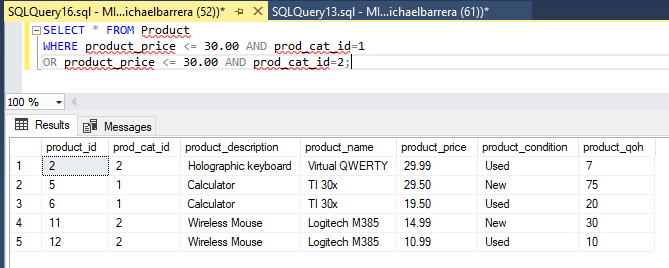 SQLQuery16.sql - MI...ichaelbarrera (52))* SQLQuery13.sql - MI...ichaelbarrera (61))*
SELECT * FROM Product
WHERE product_price <= 30.00 AND prod_cat_id=1
OR product_price <= 30.00 AND prod_cat_id=2;
100 %
Results Messages
product_id prod_cat_id product_description product_name product_price product_condition product_qoh
1 2 2 Holographic keyboard Virtual QWERTY 29.99 Used 7
2 5 1 Calculator TI 30x 29.50 New 75
3 6 1 Calculator TI 30x 19.50 Used 20
4 11 2 Wireless Mouse Logitech M385 14.99 New 30
5 12 2 Wireless Mouse Logitech M385 10.99 Used 10